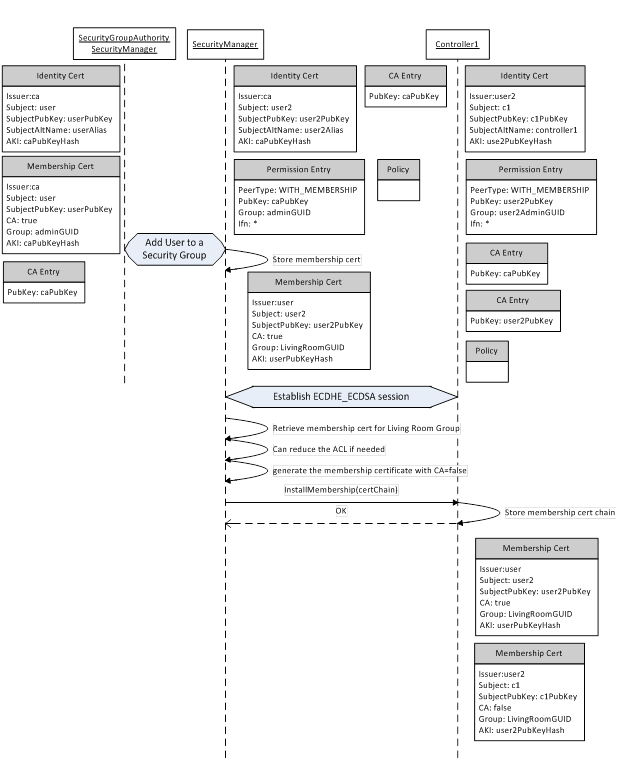 SecurityGroupAuthority
SecurityManager
SecurityManager
Controller1
Identity Cert
Issuer:ca
Subject: user
SubjectPubKey: userPubKey
SubjectAltName: userAlias
AKI: caPubKeyHash
Membership Cert
Issuer:ca
Subject: user
SubjectPubKey: userPubKey
CA: true
Group: adminGUID
AKI: caPubKeyHash
CA Entry
PubKey: caPubKey
Identity Cert
Issuer:ca
Subject: user2
SubjectPubKey: user2PubKey
SubjectAltName: user2Alias
AKI: caPubKeyHash
CA Entry
PubKey: caPubKey
Permission Entry
PeerType: WITH_MEMBERSHIP
PubKey: caPubKey
Group: adminGUID
Ifn: *
Policy
Identity Cert
Issuer:user2
Subject: c1
SubjectPubKey: c1PubKey
SubjectAltName: controller1
AKI: use2PubKeyHash
Permission Entry
PeerType: WITH_MEMBERSHIP
PubKey: user2PubKey
Group: user2AdminGUID
Ifn: *
CA Entry
PubKey: caPubKey
CA Entry
PubKey: user2PubKey
Policy
Add User to a
Security Group
Store membership cert
Membership Cert
Issuer:user
Subject: user2
SubjectPubKey: user2PubKey
CA: true
Group: LivingRoomGUID
AKI: userPubKeyHash
Establish ECDHE_ECDSA session
Retrieve membership cert for Living Room Group
Can reduce the ACL if needed
generate the membership certificate with CA=false
InstallMembership(certChain)
OK
Store membership cert chain
Membership Cert
Issuer:user
Subject: user2
SubjectPubKey: user2PubKey
CA: true
Group: LivingRoomGUID
AKI: userPubKeyHash
Membership Cert
Issuer:user2
Subject: c1
SubjectPubKey: c1PubKey
CA: false
Group: LivingRoomGUID
AKI: user2PubKeyHash